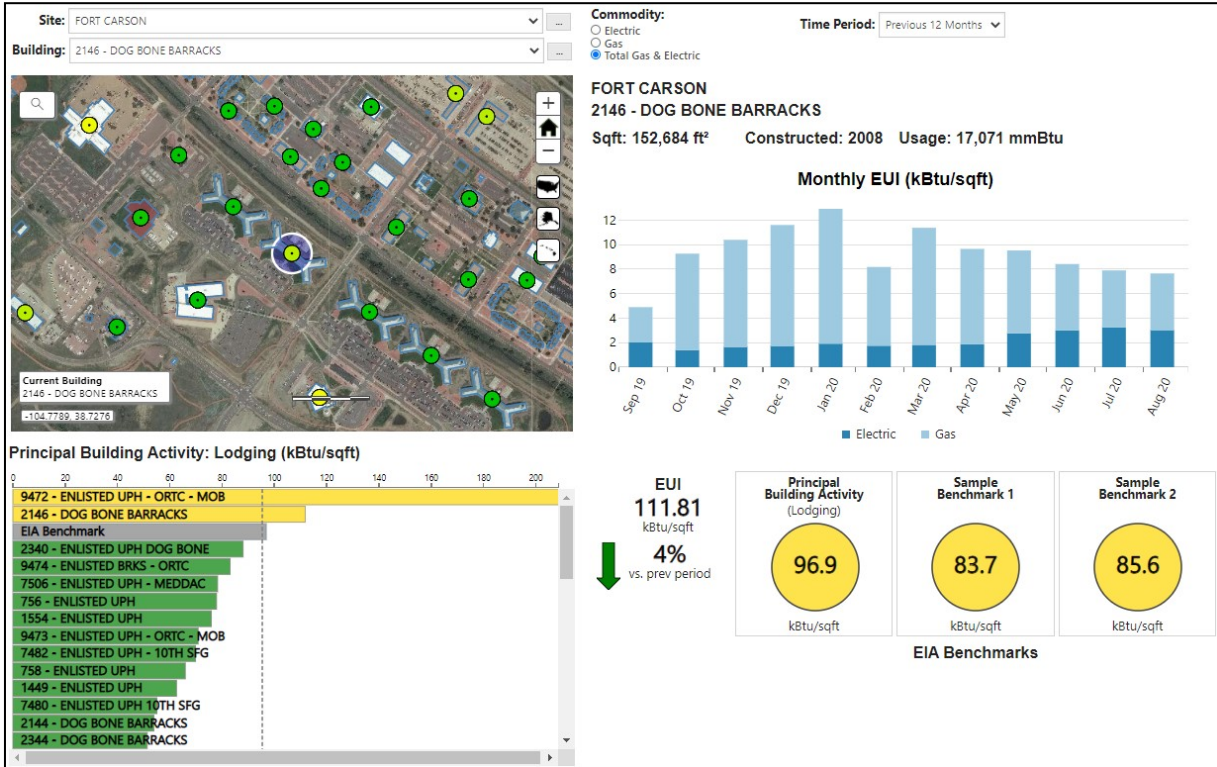 Site: FORT CARSON ...
Building: 2146 - DOG BONE BARRACKS ...
Commodity:
Electric
Gas
Total Gas & Electric
Time Period: Previous 12 Months
+
−
Current Building
2146 - DOG BONE BARRACKS
-104.7789, 38.7276
FORT CARSON
2146 - DOG BONE BARRACKS
Sqft: 152,684 ft² Constructed: 2008 Usage: 17,071 mmBtu
Monthly EUI (kBtu/sqft)
12
10
8
6
4
2
0
Sep 19 Oct 19 Nov 19 Dec 19 Jan 20 Feb 20 Mar 20 Apr 20 May 20 Jun 20 Jul 20 Aug 20
Electric Gas
Principal Building Activity: Lodging (kBtu/sqft)
0 20 40 60 80 100 120 140 160 180 200
9472 - ENLISTED UPH - ORTC - MOB
2146 - DOG BONE BARRACKS
EIA Benchmark
2340 - ENLISTED UPH DOG BONE
9474 - ENLISTED BRKS - ORTC
7506 - ENLISTED UPH - MEDDAC
756 - ENLISTED UPH
1554 - ENLISTED UPH
9473 - ENLISTED UPH - ORTC - MOB
7482 - ENLISTED UPH - 10TH SFG
758 - ENLISTED UPH
1449 - ENLISTED UPH
7480 - ENLISTED UPH 10TH SFG
2144 - DOG BONE BARRACKS
2344 - DOG BONE BARRACKS
EUI
111.81
kBtu/sqft
4%
vs. prev period
Principal
Building Activity
(Lodging)
96.9
kBtu/sqft
Sample
Benchmark 1
83.7
kBtu/sqft
Sample
Benchmark 2
85.6
kBtu/sqft
EIA Benchmarks